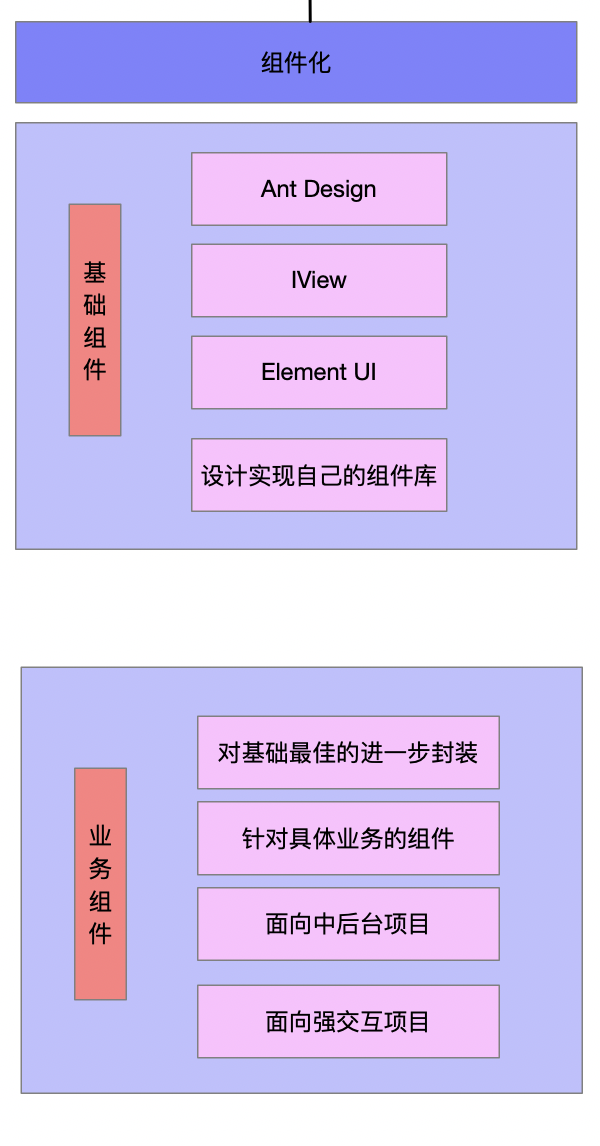 组件化
基础组件
Ant Design
IView
Element UI
设计实现自己的组件库
业务组件
对基础最佳的进一步封装
针对具体业务的组件
面向中后台项目
面向强交互项目